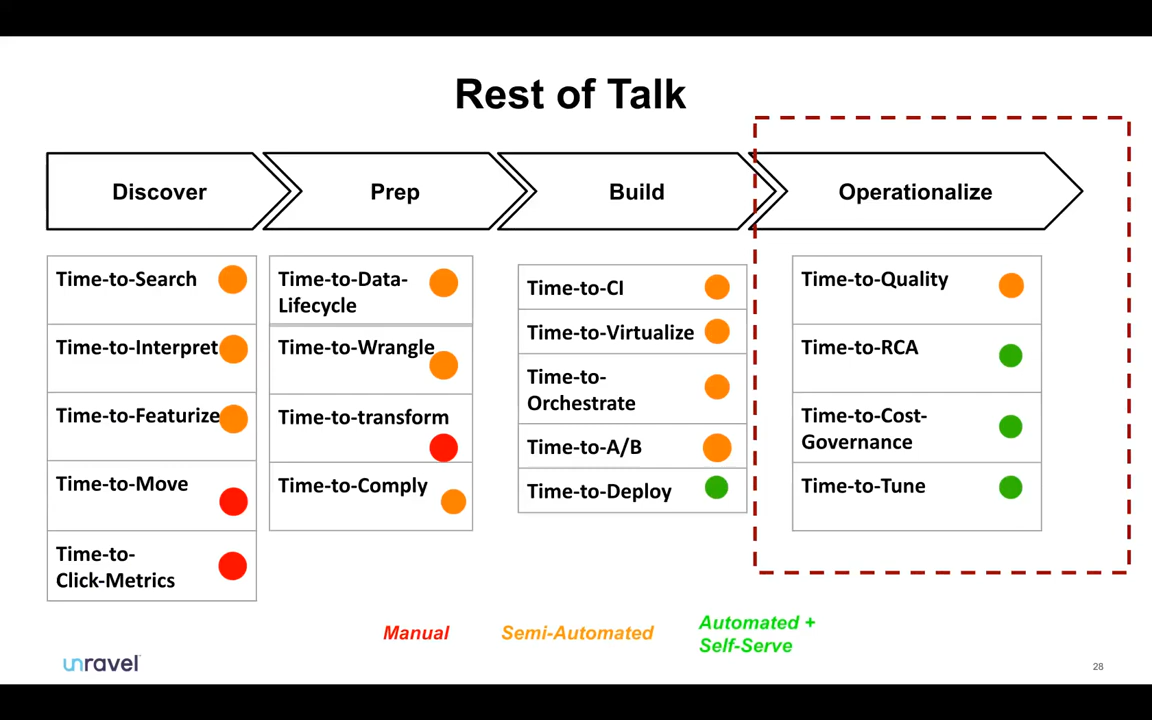 Rest of Talk
Discover
Prep
Build
Operationalize
Time-to-Search
Time-to-Interpret
Time-to-Featurize
Time-to-Move
Time-to-
Click-Metrics
Time-to-Data-
Lifecycle
Time-to-Wrangle
Time-to-transform
Time-to-Comply
Time-to-CI
Time-to-Virtualize
Time-to-
Orchestrate
Time-to-A/B
Time-to-Deploy
Time-to-Quality
Time-to-RCA
Time-to-Cost-
Governance
Time-to-Tune
Manual
Semi-Automated
Automated +
Self-Serve
unravel
28